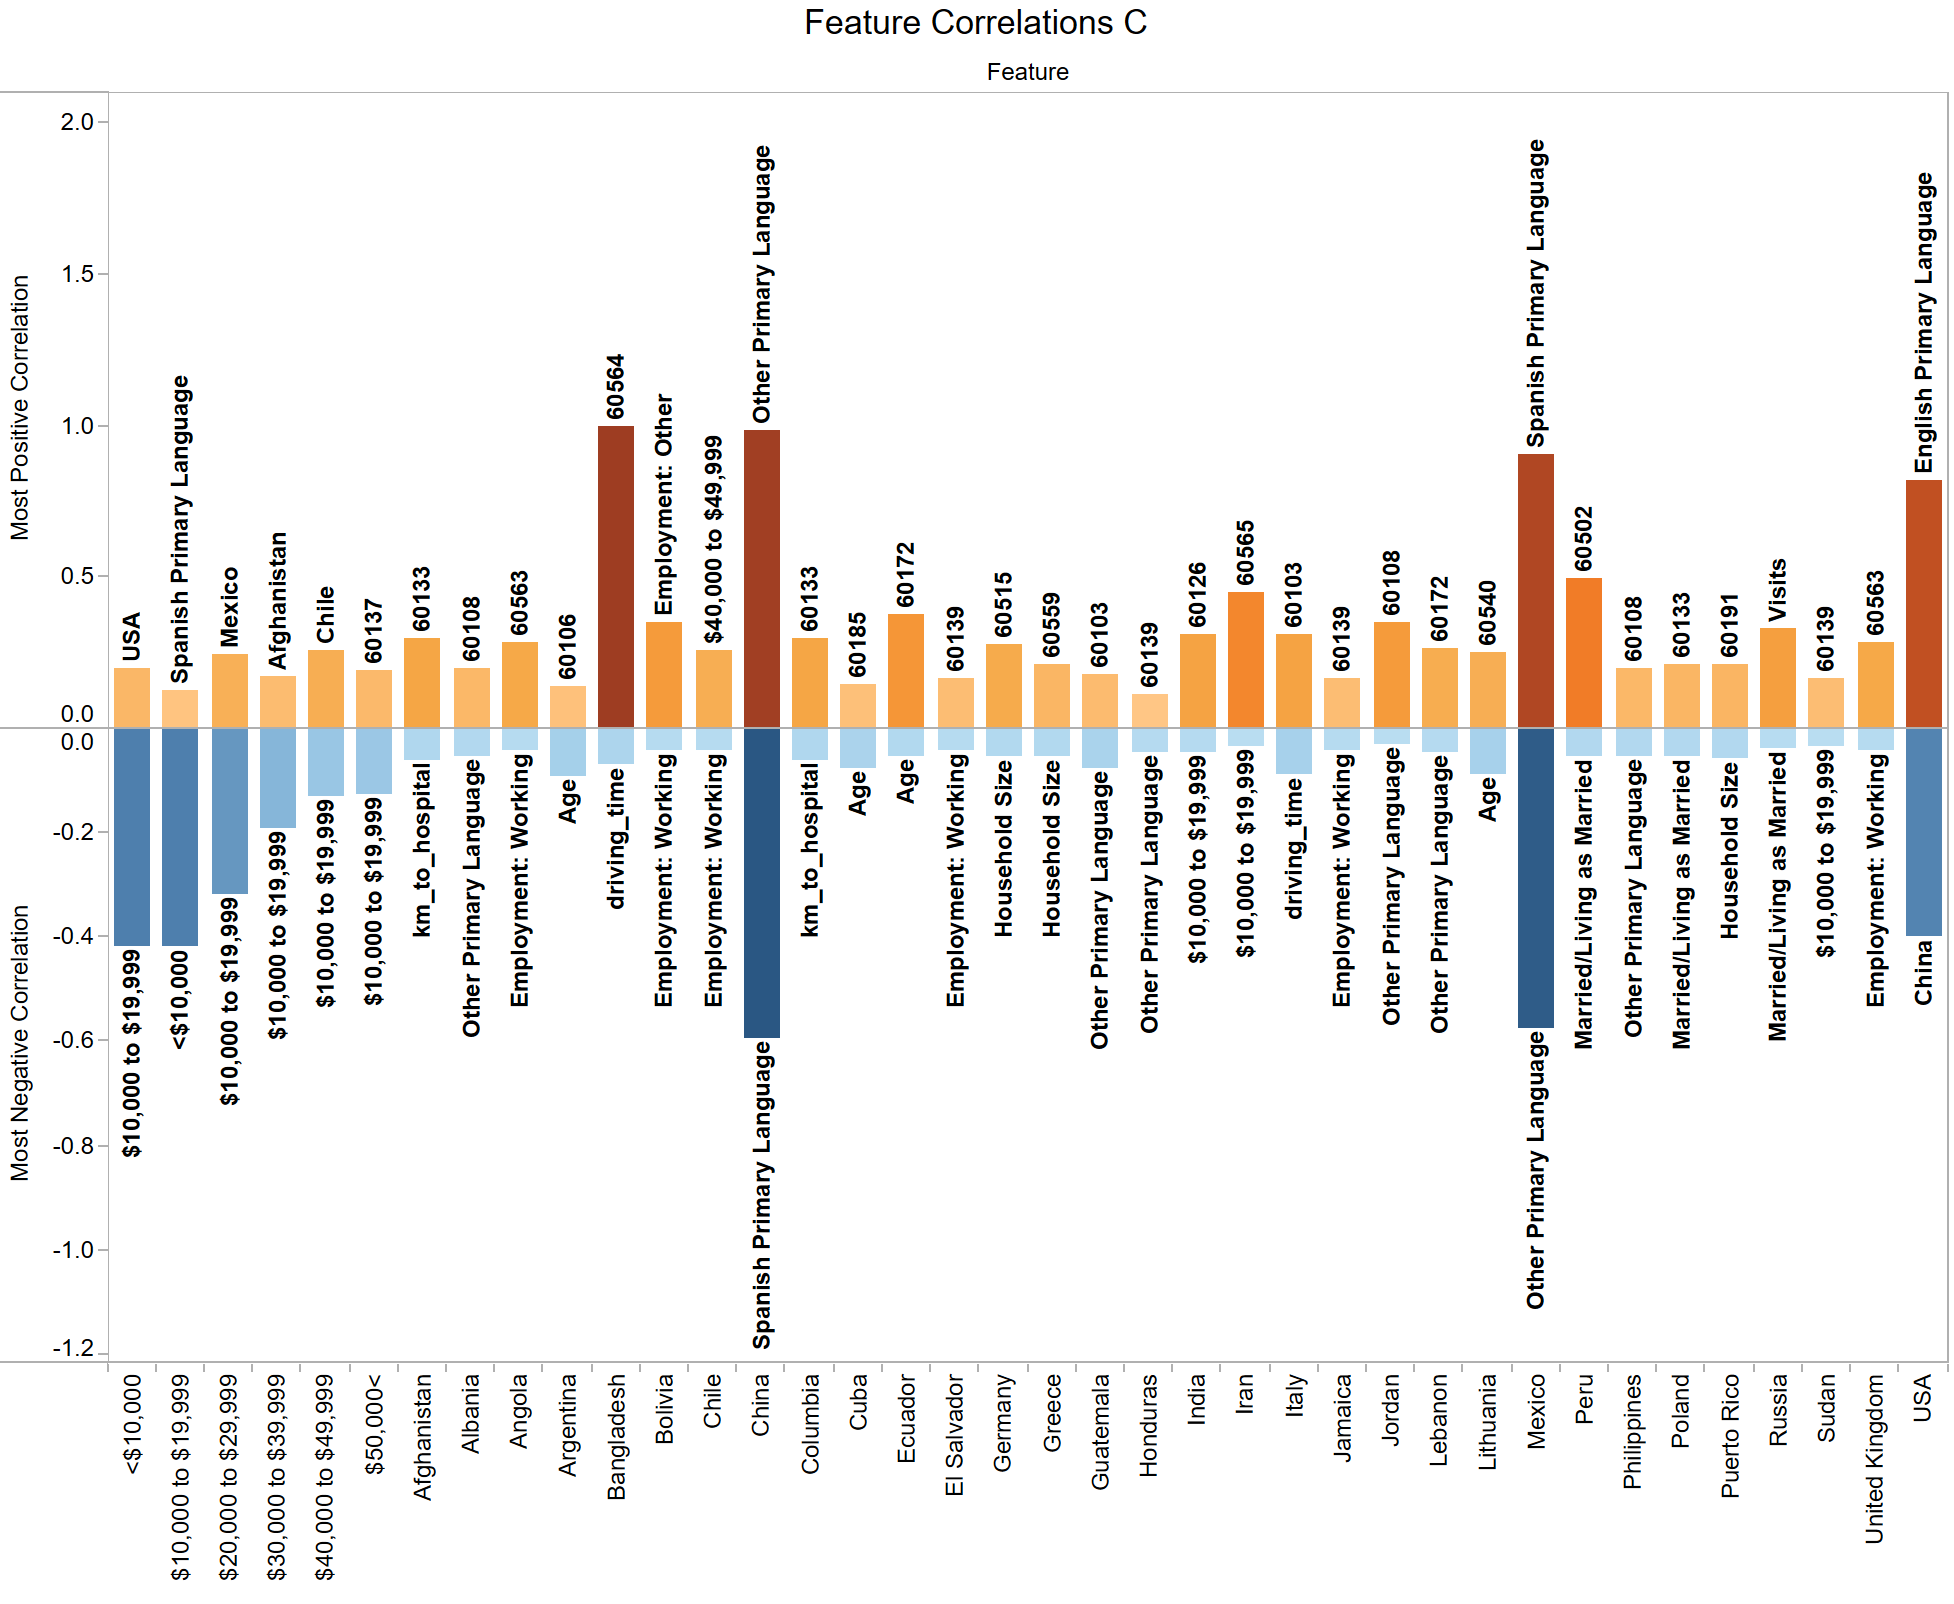 Feature Correlations C
Feature
Most Positive Correlation
2.0
1.5
1.0
0.5
0.0
USA
Spanish Primary Language
Mexico
Afghanistan
Chile
60137
60133
60108
60563
60106
60564
Employment: Other
$40,000 to $49,999
Other Primary Language
60133
60185
60172
60139
60515
60559
60103
60139
60126
60565
60103
60139
60108
60172
60540
Spanish Primary Language
60502
60108
60133
60191
Visits
60139
60563
English Primary Language
Most Negative Correlation
0.0
-0.2
-0.4
-0.6
-0.8
-1.0
-1.2
$10,000 to $19,999
<$10,000
$10,000 to $19,999
$10,000 to $19,999
$10,000 to $19,999
$10,000 to $19,999
km_to_hospital
Other Primary Language
Employment: Working
Age
driving_time
Employment: Working
Employment: Working
Spanish Primary Language
km_to_hospital
Age
Age
Employment: Working
Household Size
Household Size
Other Primary Language
Other Primary Language
$10,000 to $19,999
$10,000 to $19,999
driving_time
Employment: Working
Other Primary Language
Other Primary Language
Age
Other Primary Language
Married/Living as Married
Other Primary Language
Married/Living as Married
Household Size
Married/Living as Married
$10,000 to $19,999
Employment: Working
China
<$10,000
$10,000 to $19,999
$20,000 to $29,999
$30,000 to $39,999
$40,000 to $49,999
$50,000<
Afghanistan
Albania
Angola
Argentina
Bangladesh
Bolivia
Chile
China
Columbia
Cuba
Ecuador
El Salvador
Germany
Greece
Guatemala
Honduras
India
Iran
Italy
Jamaica
Jordan
Lebanon
Lithuania
Mexico
Peru
Philippines
Poland
Puerto Rico
Russia
Sudan
United Kingdom
USA